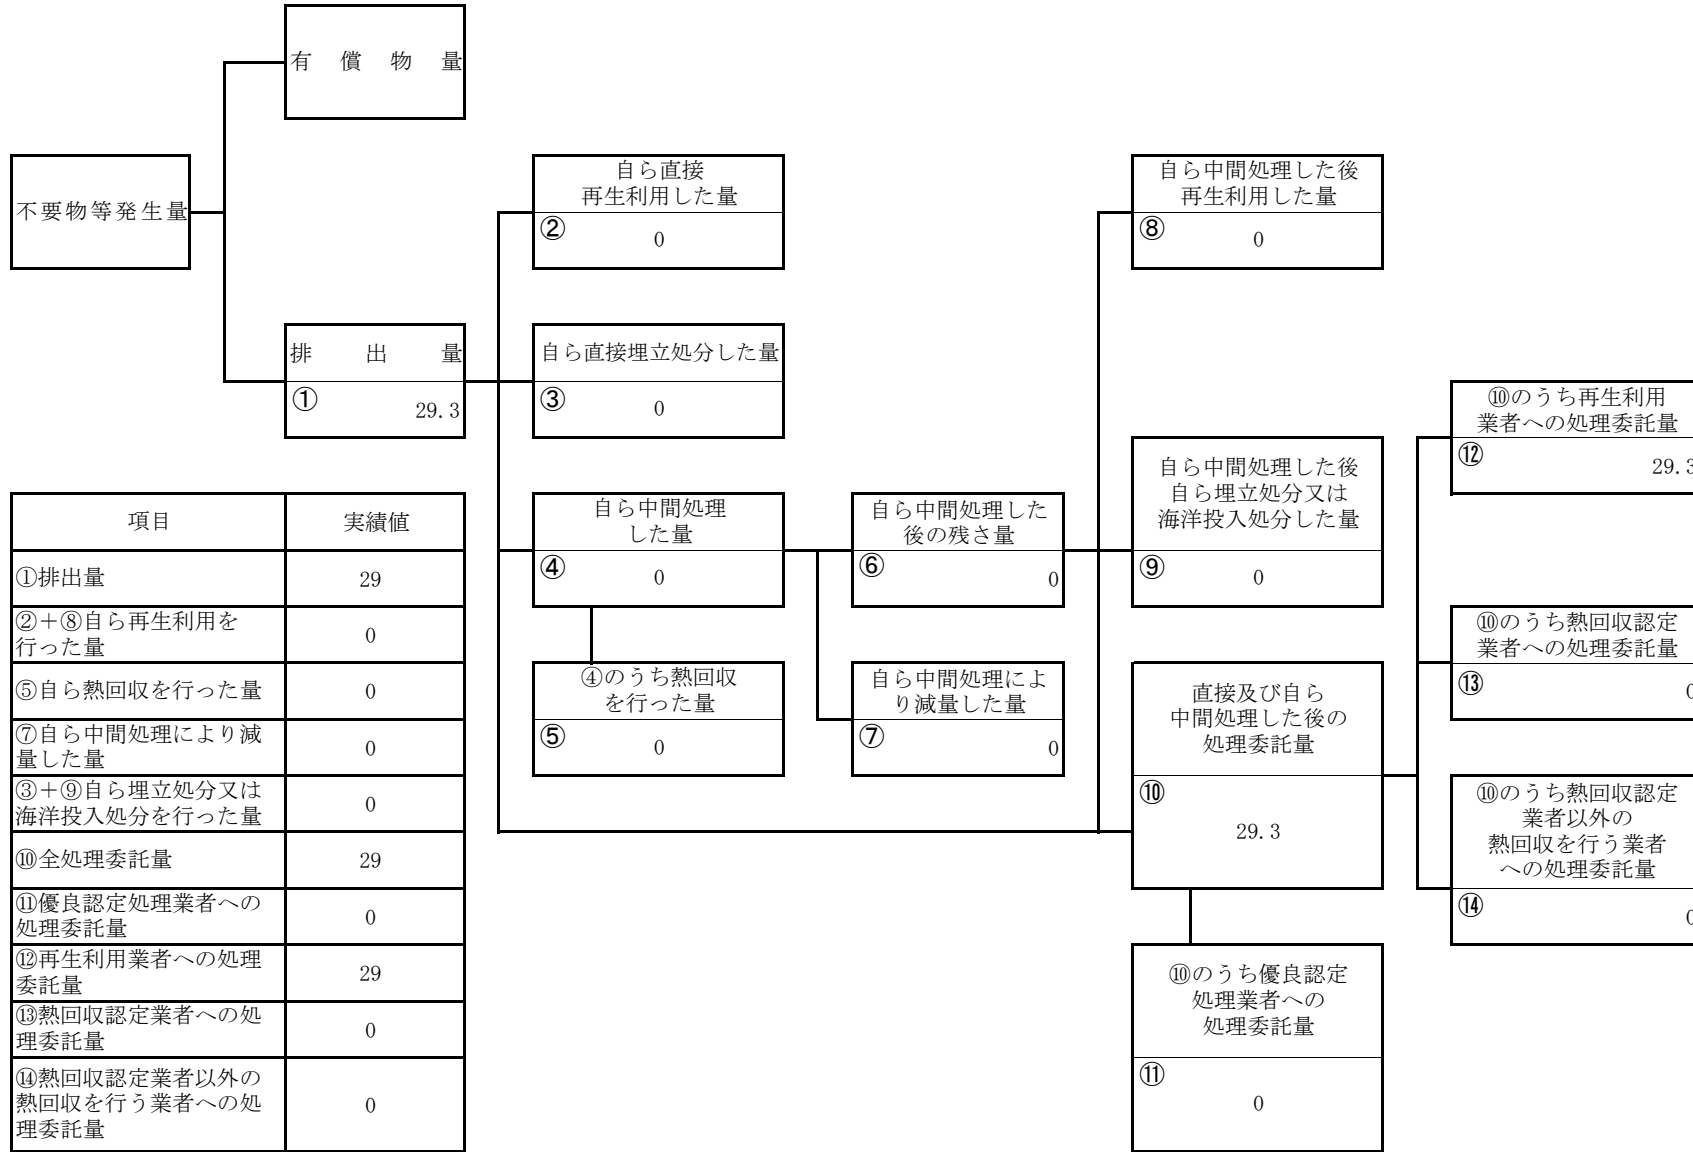 有償物量
不要物等発生量
自ら直接
再生利用した量
②
0
自ら中間処理した後
再生利用した量
⑧
0
排出量
①
29.3
自ら直接埋立処分した量
③
0
⑩のうち再生利用
業者への処理委託量
⑫
29.3
自ら中間処理
した量
④
0
自ら中間処理した
後の残さ量
⑥
0
自ら中間処理した後
自ら埋立処分又は
海洋投入処分した量
⑨
0
⑩のうち熱回収認定
業者への処理委託量
⑬
0
④のうち熱回収
を行った量
⑤
0
自ら中間処理によ
り減量した量
⑦
0
直接及び自ら
中間処理した後の
処理委託量
⑩
29.3
⑩のうち熱回収認定
業者以外の
熱回収を行う業者
への処理委託量
⑭
0
⑩のうち優良認定
処理業者への
処理委託量
⑪
0
項目 実績値
①排出量 29
②+⑧自ら再生利用を
行った量 0
⑤自ら熱回収を行った量 0
⑦自ら中間処理により減
量した量 0
③+⑨自ら埋立処分又は
海洋投入処分を行った量 0
⑩全処理委託量 29
⑪優良認定処理業者への
処理委託量 0
⑫再生利用業者への処理
委託量 29
⑬熱回収認定業者への処
理委託量 0
⑭熱回収認定業者以外の
熱回収を行う業者への処
理委託量 0